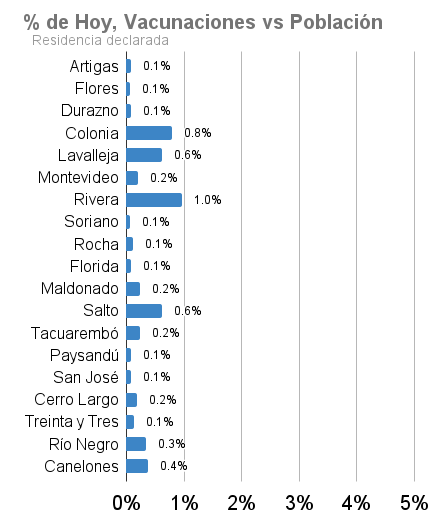 % de Hoy, Vacunaciones vs Población
Residencia declarada
Artigas 0.1%
Flores 0.1%
Durazno 0.1%
Colonia 0.8%
Lavalleja 0.6%
Montevideo 0.2%
Rivera 1.0%
Soriano 0.1%
Rocha 0.1%
Florida 0.1%
Maldonado 0.2%
Salto 0.6%
Tacuarembó 0.2%
Paysandú 0.1%
San José 0.1%
Cerro Largo 0.2%
Treinta y Tres 0.1%
Río Negro 0.3%
Canelones 0.4%
0% 1% 2% 3% 4% 5%